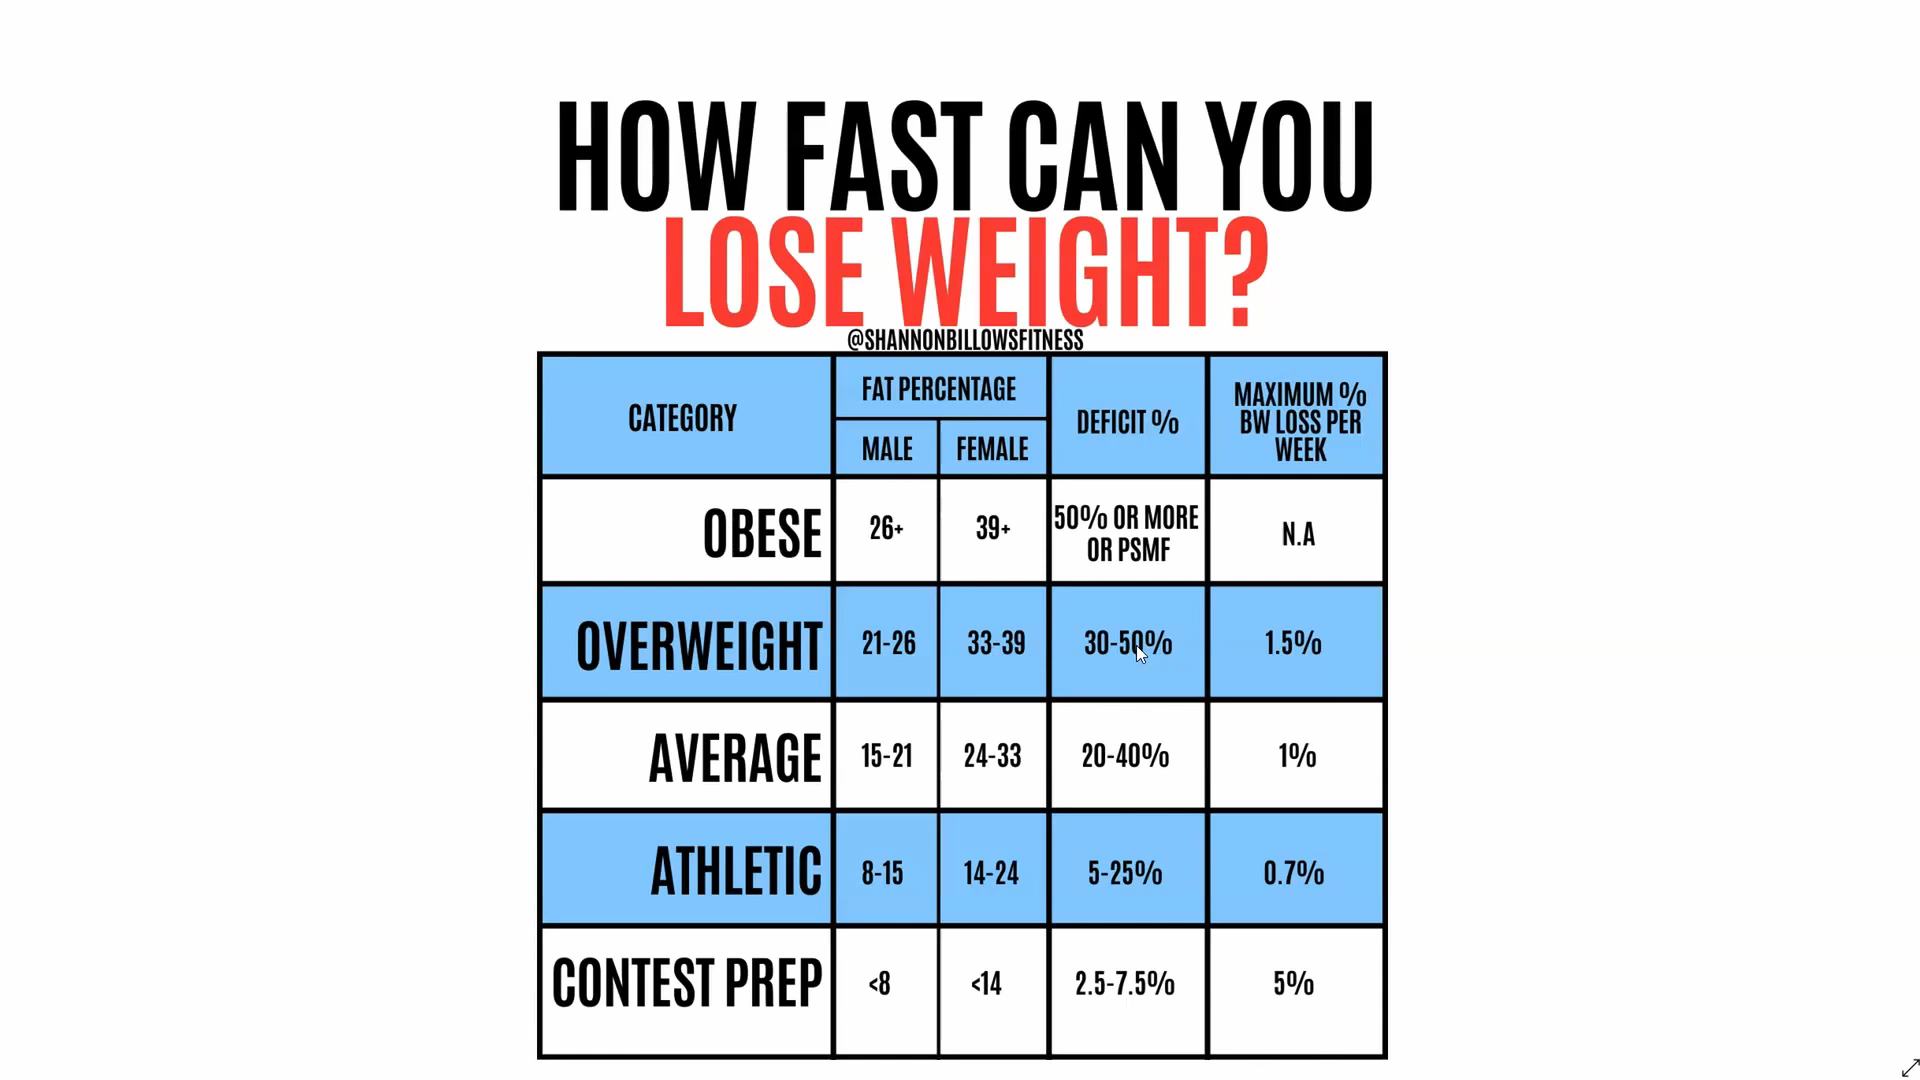 HOW FAST CAN YOU
LOSE WEIGHT?
@SHANNONBILLOWSFITNESS
CATEGORY
FAT PERCENTAGE
MALE
FEMALE
DEFICIT %
MAXIMUM %
BW LOSS PER
WEEK
OBESE
26+
39+
50% OR MORE
OR PSMF
N.A
OVERWEIGHT
21-26
33-39
30-50%
1.5%
AVERAGE
15-21
24-33
20-40%
1%
ATHLETIC
8-15
14-24
5-25%
0.7%
CONTEST PREP
<8
<14
2.5-7.5%
5%